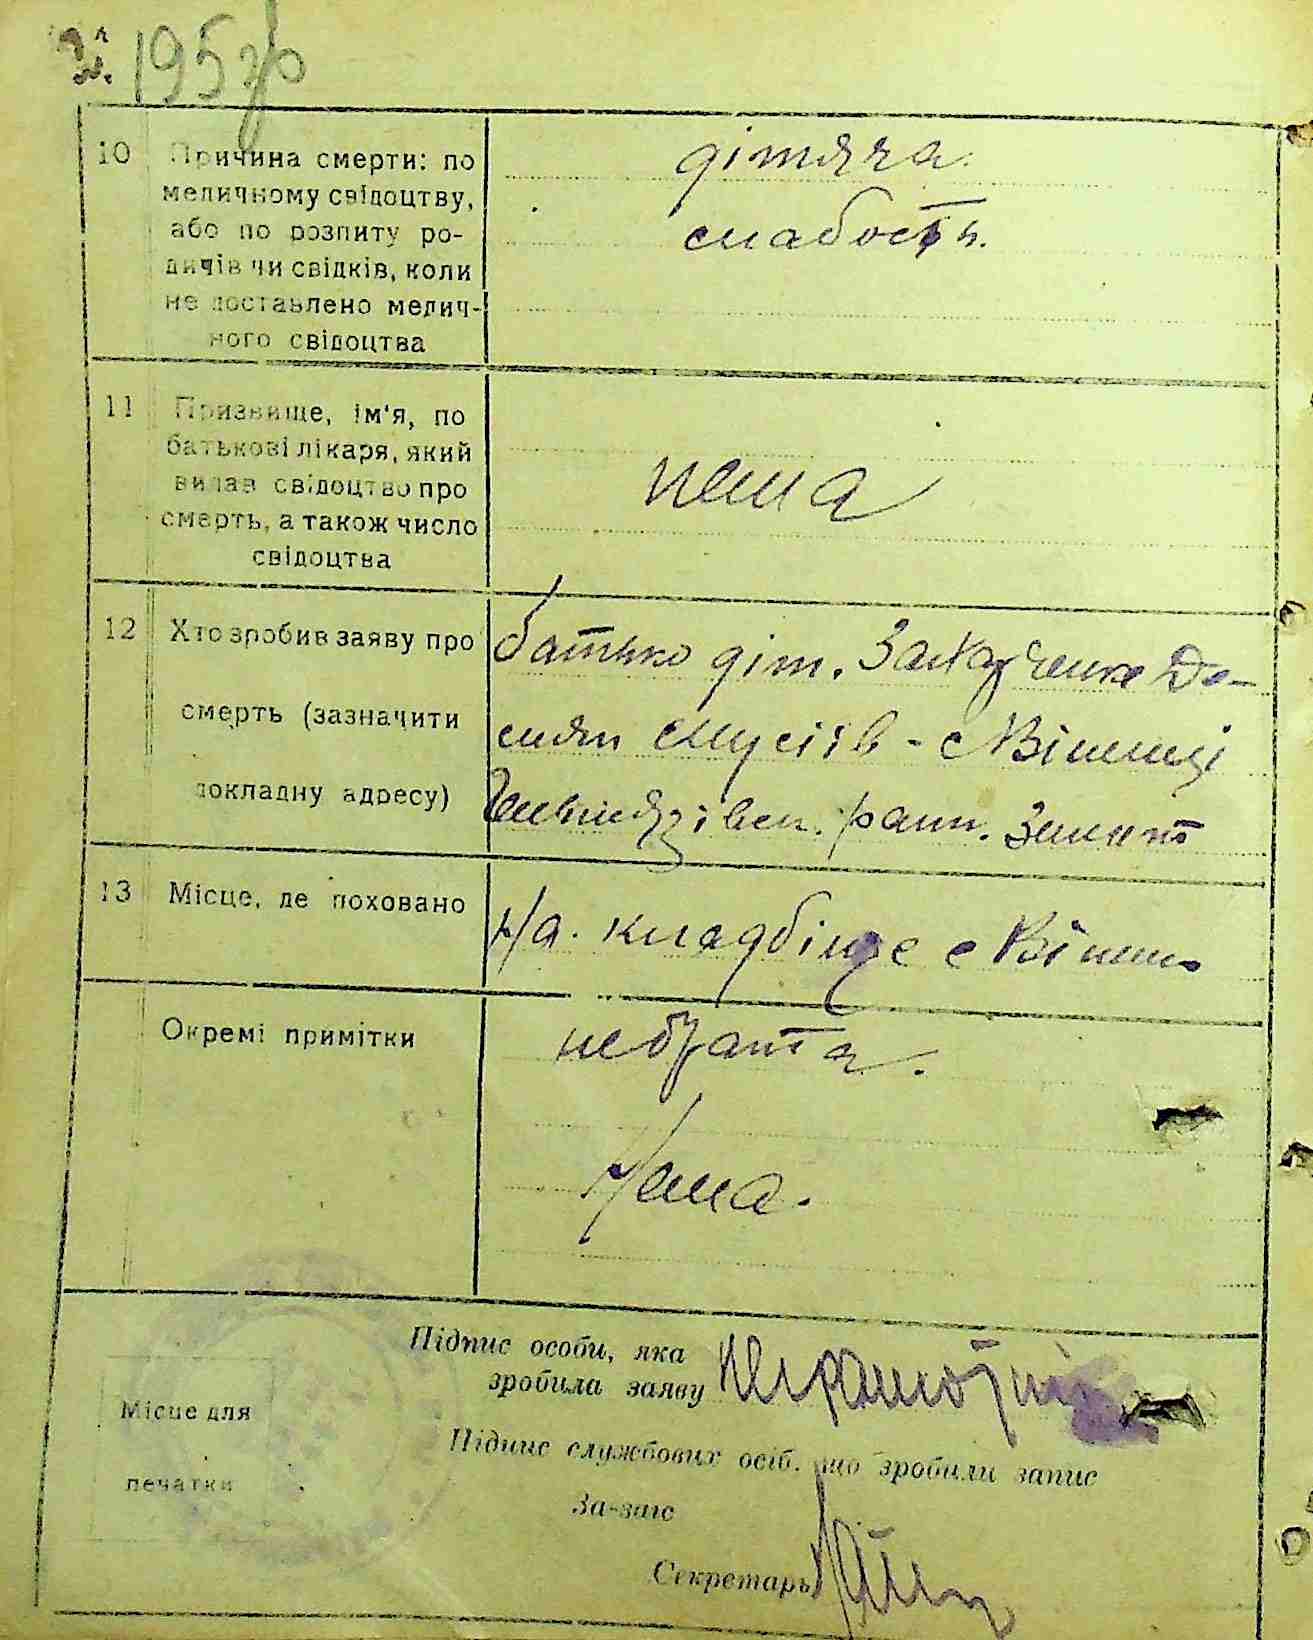 195
10 Причина смерти: по
медичному свідоцтву,
або по розпиту ро-
дичів чи свідків, коли
не доставлено медич-
ного свідоцтва
дітяча
слабость.
11 Призвище, ім'я, по
батькові лікаря, який
видав свідоцтво про
смерть, а також число
свідоцтва
нема
12 Хто зробив заяву про
смерть (зазначити
докладну адресу)
батько діт.
13 Місце, де поховано
На кладбіще с
Окремі примітки
Нема.
Підпис особи, яка
зробила заяву неграмотний
Підпис службових осіб, що зробили запис
За-загс
Секретарь
Місце для
печатки